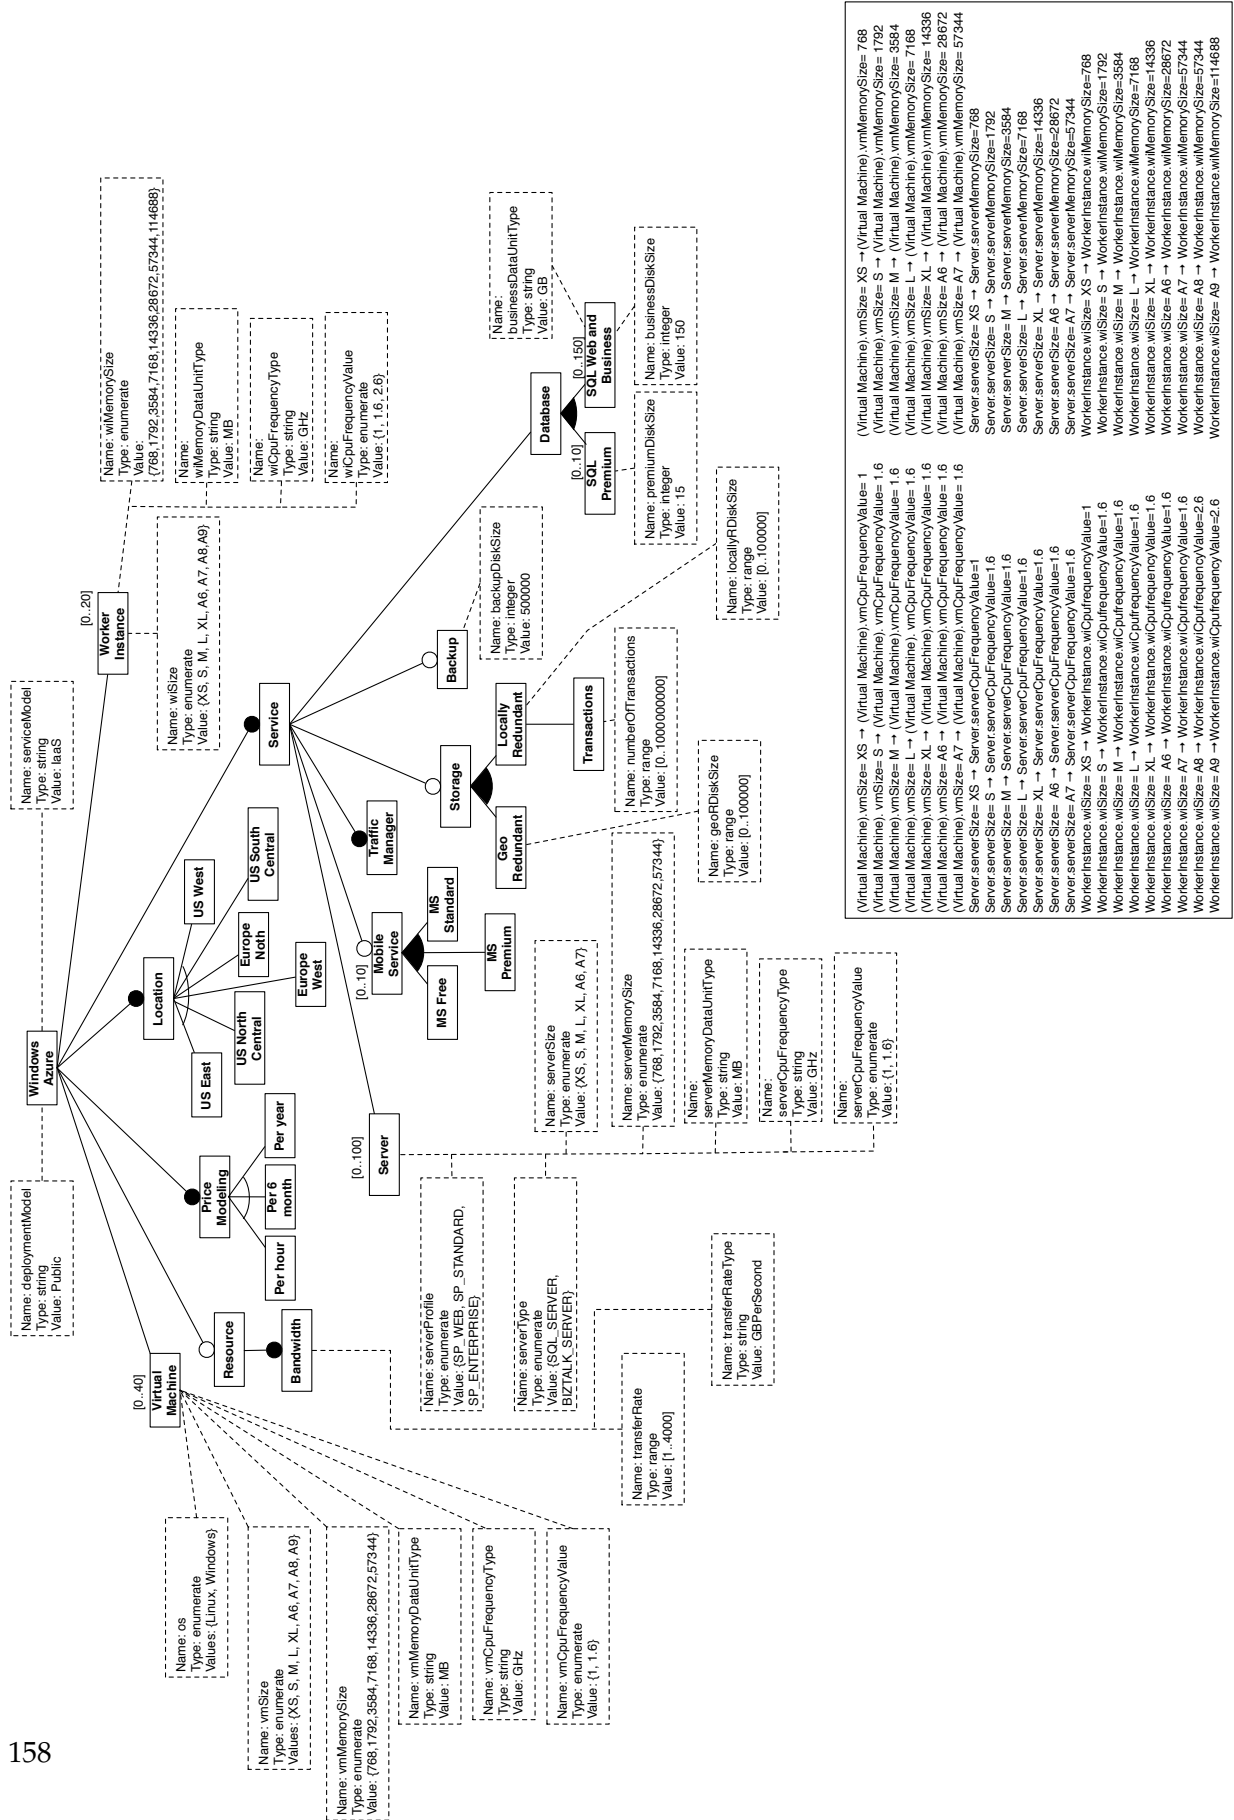 158
Windows
Azure
Name: deploymentModel
Type: string
Value: Public
Name: serviceModel
Type: string
Value: IaaS
[0..40]
Virtual
Machine
Name: os
Type: enumerate
Values: {Linux, Windows}
Name: vmSize
Type: enumerate
Values: {XS, S, M, L, XL, A6, A7, A8, A9}
Name: vmMemorySize
Type: enumerate
Value: {768,1792,3584,7168,14336,28672,57344}
Name: vmMemoryDataUnitType
Type: string
Value: MB
Name: vmCpuFrequencyType
Type: string
Value: GHz
Name: vmCpuFrequencyValue
Type: enumerate
Value: {1, 1.6}
Resource
Bandwidth
Name: transferRate
Type: range
Value: [1..4000]
Name: transferRateType
Type: string
Value: GBPerSecond
Price
Modeling
Per hour
Per 6
month
Per year
Location
US East
US North
Central
Europe
West
Europe
Noth
US West
US South
Central
[0..20]
Worker
Instance
Name: wiSize
Type: enumerate
Value: {XS, S, M, L, XL, A6, A7, A8, A9}
Name: wiMemorySize
Type: enumerate
Value:
{768,1792,3584,7168,14336,28672,57344,114688}
Name:
wiMemoryDataUnitType
Type: string
Value: MB
Name:
wiCpuFrequencyType
Type: string
Value: GHz
Name:
wiCpuFrequencyValue
Type: enumerate
Value: {1, 1.6, 2.6}
Service
[0..100]
Server
Name: serverProfile
Type: enumerate
Value: {SP_WEB, SP_STANDARD,
SP_ENTERPRISE}
Name: serverType
Type: enumerate
Value: {SQL_SERVER,
BIZTALK_SERVER}
Name: serverSize
Type: enumerate
Value: {XS, S, M, L, XL, A6, A7}
Name: serverMemorySize
Type: enumerate
Value: {768,1792,3584,7168,14336,28672,57344}
Name:
serverMemoryDataUnitType
Type: string
Value: MB
Name:
serverCpuFrequencyType
Type: string
Value: GHz
Name:
serverCpuFrequencyValue
Type: enumerate
Value: {1, 1.6}
[0..10]
Mobile
Service
MS Free
MS
Premium
MS
Standard
Traffic
Manager
Storage
Geo
Redundant
Locally
Redundant
Transactions
Name: geoRDiskSize
Type: range
Value: [0..100000]
Name: numberOfTransactions
Type: range
Value: [0..10000000000]
Name: locallyRDiskSize
Type: range
Value: [0..100000]
Backup
Name: backupDiskSize
Type: integer
Value: 500000
Database
[0..10]
SQL
Premium
[0..150]
SQL Web and
Business
Name: premiumDiskSize
Type: integer
Value: 15
Name:
businessDataUnitType
Type: string
Value: GB
Name: businessDiskSize
Type: integer
Value: 150
(Virtual Machine).vmSize= XS → (Virtual Machine).vmCpuFrequencyValue= 1
(Virtual Machine).vmSize= S → (Virtual Machine).vmCpuFrequencyValue= 1.6
(Virtual Machine).vmSize= M → (Virtual Machine).vmCpuFrequencyValue= 1.6
(Virtual Machine).vmSize= L → (Virtual Machine). vmCpuFrequencyValue= 1.6
(Virtual Machine).vmSize= XL → (Virtual Machine).vmCpuFrequencyValue= 1.6
(Virtual Machine).vmSize= A6 → (Virtual Machine).vmCpuFrequencyValue= 1.6
(Virtual Machine).vmSize= A7 → (Virtual Machine).vmCpuFrequencyValue= 1.6
Server.serverSize= XS → Server.serverCpuFrequencyValue=1
Server.serverSize= S → Server.serverCpuFrequencyValue=1.6
Server.serverSize= M → Server.serverCpuFrequencyValue=1.6
Server.serverSize= L → Server.serverCpuFrequencyValue=1.6
Server.serverSize= XL → Server.serverCpuFrequencyValue=1.6
Server.serverSize= A6 → Server.serverCpuFrequencyValue=1.6
Server.serverSize= A7 → Server.serverCpuFrequencyValue=1.6
WorkerInstance.wiSize= XS → WorkerInstance.wiCpufrequencyValue=1
WorkerInstance.wiSize= S → WorkerInstance.wiCpufrequencyValue=1.6
WorkerInstance.wiSize= M → WorkerInstance.wiCpufrequencyValue=1.6
WorkerInstance.wiSize= L → WorkerInstance.wiCpufrequencyValue=1.6
WorkerInstance.wiSize= XL → WorkerInstance.wiCpufrequencyValue=1.6
WorkerInstance.wiSize= A6 → WorkerInstance.wiCpufrequencyValue=1.6
WorkerInstance.wiSize= A7 → WorkerInstance.wiCpufrequencyValue=1.6
WorkerInstance.wiSize= A8 → WorkerInstance.wiCpufrequencyValue=2.6
WorkerInstance.wiSize= A9 → WorkerInstance.wiCpufrequencyValue=2.6
(Virtual Machine).vmSize= XS → (Virtual Machine).vmMemorySize= 768
(Virtual Machine).vmSize= S → (Virtual Machine).vmMemorySize= 1792
(Virtual Machine).vmSize= M → (Virtual Machine).vmMemorySize= 3584
(Virtual Machine).vmSize= L → (Virtual Machine).vmMemorySize= 7168
(Virtual Machine).vmSize= XL → (Virtual Machine).vmMemorySize= 14336
(Virtual Machine).vmSize= A6 → (Virtual Machine).vmMemorySize= 28672
(Virtual Machine).vmSize= A7 → (Virtual Machine).vmMemorySize= 57344
Server.serverSize= XS → Server.serverMemorySize=768
Server.serverSize= S → Server.serverMemorySize=1792
Server.serverSize= M → Server.serverMemorySize=3584
Server.serverSize= L → Server.serverMemorySize=7168
Server.serverSize= XL → Server.serverMemorySize=14336
Server.serverSize= A6 → Server.serverMemorySize=28672
Server.serverSize= A7 → Server.serverMemorySize=57344
WorkerInstance.wiSize= XS → WorkerInstance.wiMemorySize=768
WorkerInstance.wiSize= S → WorkerInstance.wiMemorySize=1792
WorkerInstance.wiSize= M → WorkerInstance.wiMemorySize=3584
WorkerInstance.wiSize= L → WorkerInstance.wiMemorySize=7168
WorkerInstance.wiSize= XL → WorkerInstance.wiMemorySize=14336
WorkerInstance.wiSize= A6 → WorkerInstance.wiMemorySize=28672
WorkerInstance.wiSize= A7 → WorkerInstance.wiMemorySize=57344
WorkerInstance.wiSize= A8 → WorkerInstance.wiMemorySize=57344
WorkerInstance.wiSize= A9 → WorkerInstance.wiMemorySize=114688